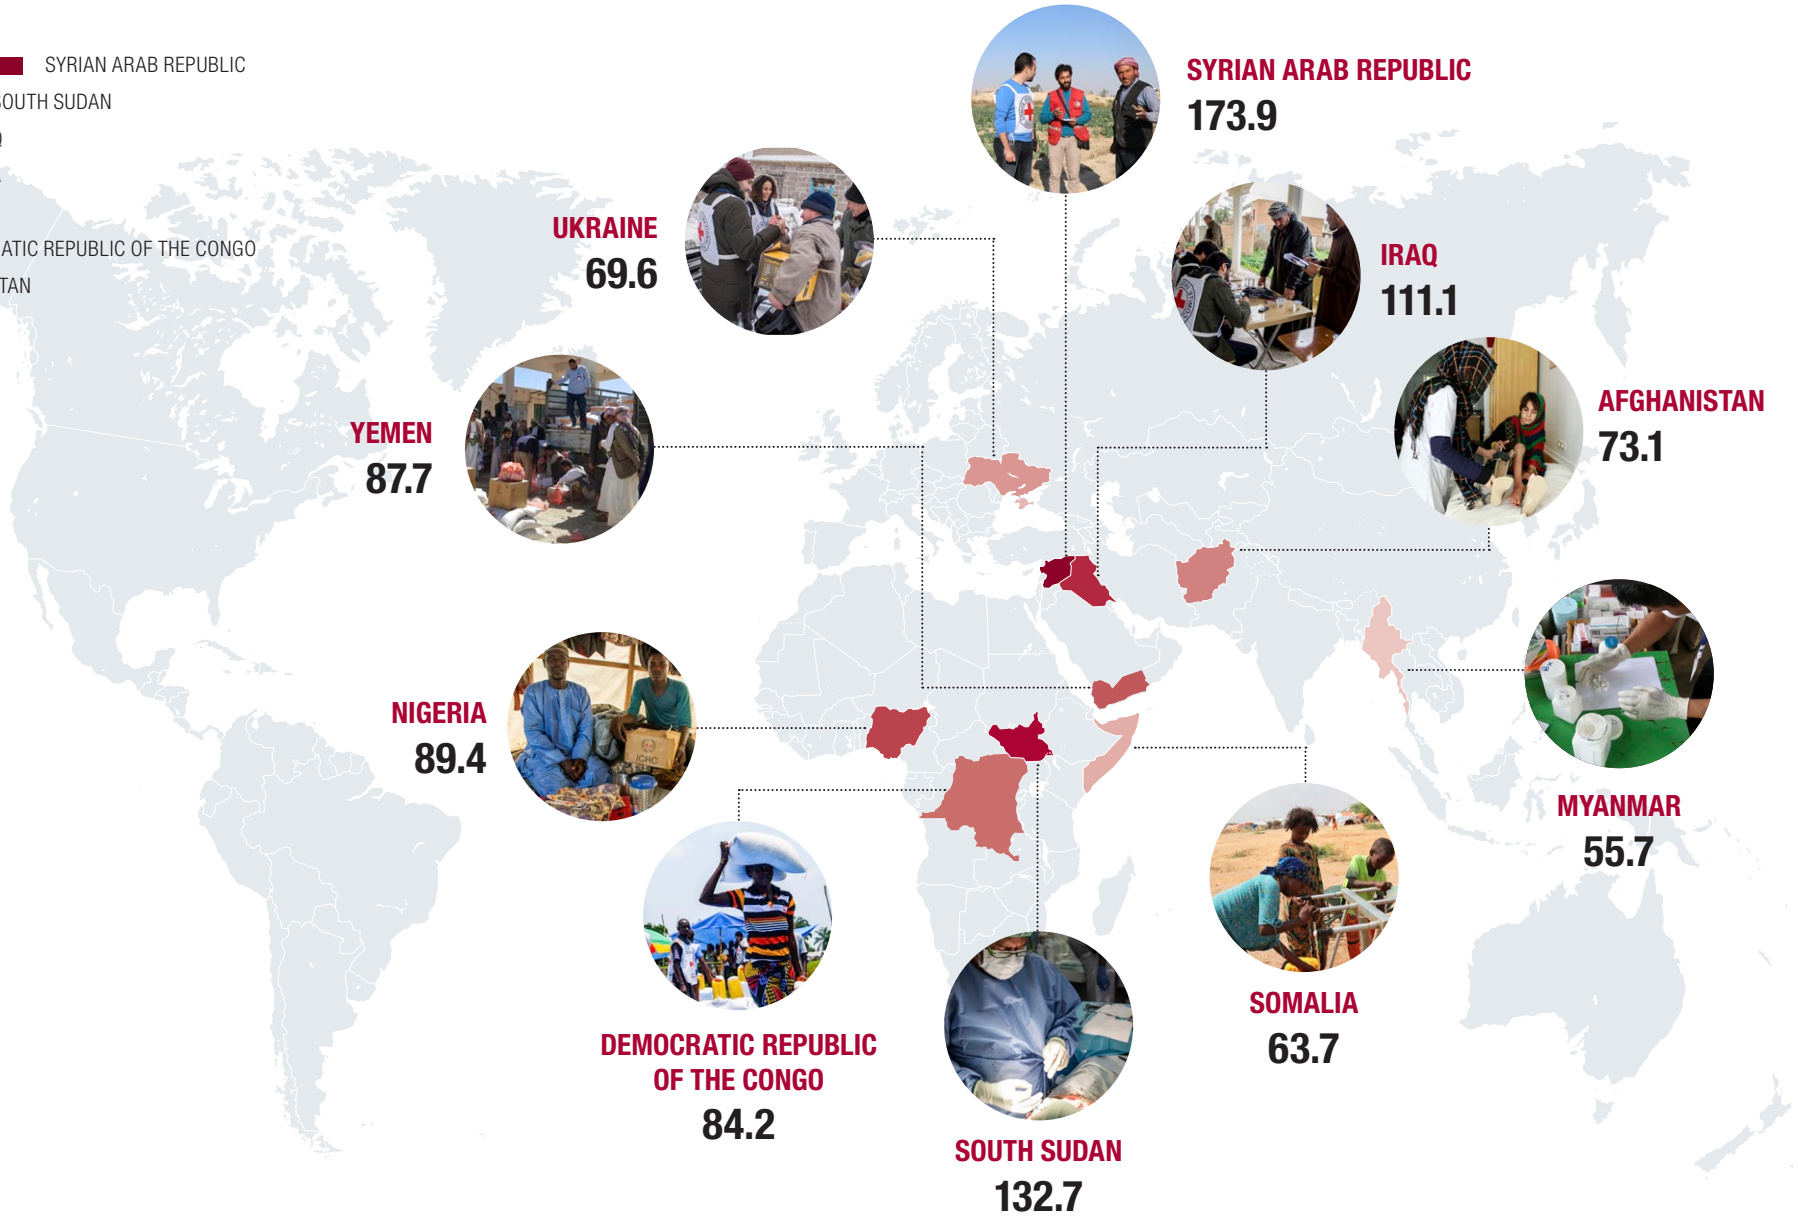 SYRIAN ARAB REPUBLIC
SOUTH SUDAN
ATIC REPUBLIC OF THE CONGO
TAN
SYRIAN ARAB REPUBLIC
173.9
UKRAINE
69.6
IRAQ
111.1
AFGHANISTAN
73.1
YEMEN
87.7
NIGERIA
89.4
ICRC
MYANMAR
55.7
SOMALIA
63.7
DEMOCRATIC REPUBLIC
OF THE CONGO
84.2
SOUTH SUDAN
132.7